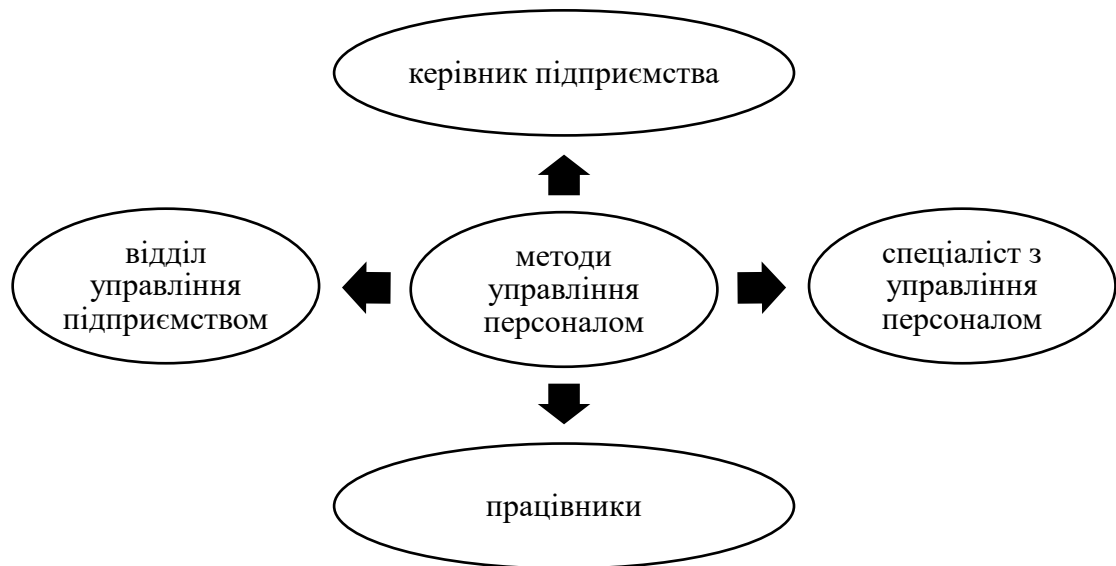 керівник підприємства
відділ
управління
підприємством
методи
управління
персоналом
спеціаліст з
управління
персоналом
працівники